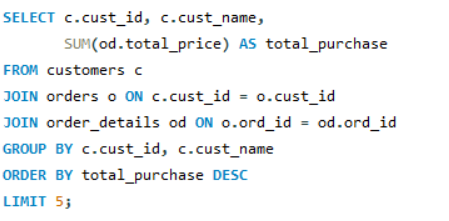 SELECT c.cust_id, c.cust_name,
SUM(od.total_price) AS total_purchase
FROM customers c
JOIN orders o ON c.cust_id = o.cust_id
JOIN order_details od ON o.ord_id = od.ord_id
GROUP BY c.cust_id, c.cust_name
ORDER BY total_purchase DESC
LIMIT 5;